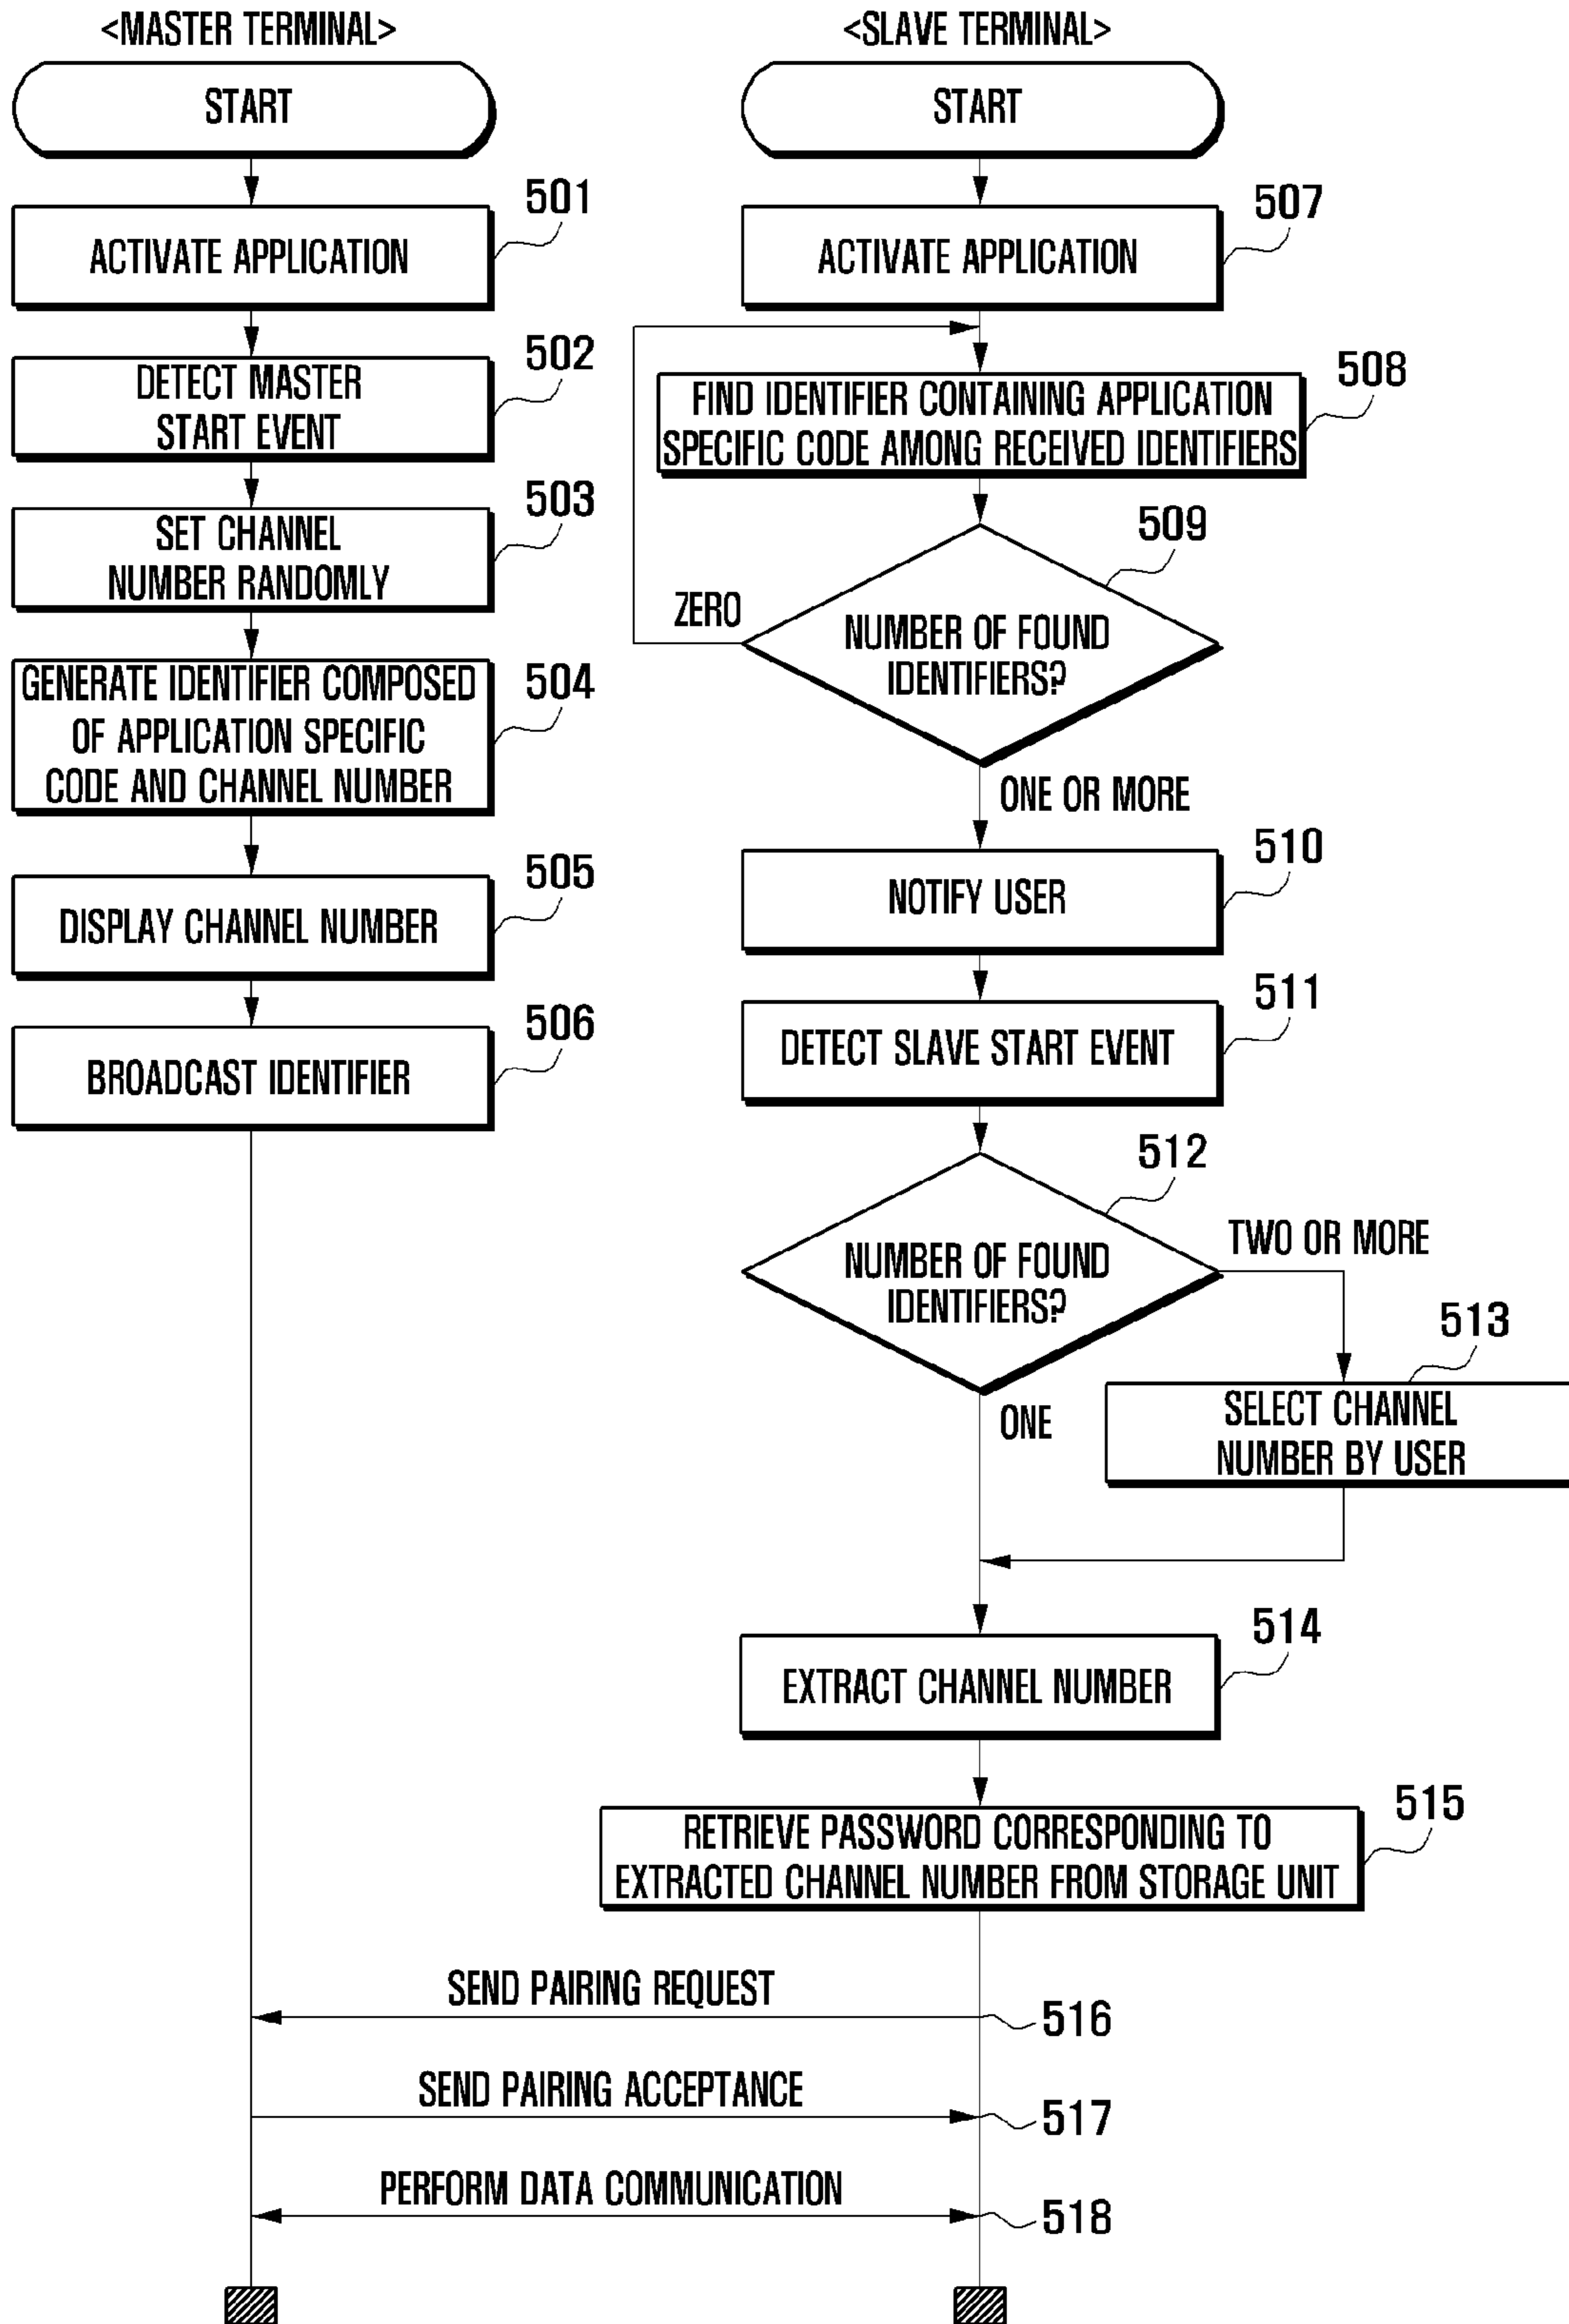 <MASTER TERMINAL>
START
501
ACTIVATE APPLICATION
502
DETECT MASTER
START EVENT
503
SET CHANNEL
NUMBER RANDOMLY
504
GENERATE IDENTIFIER COMPOSED
OF APPLICATION SPECIFIC
CODE AND CHANNEL NUMBER
505
DISPLAY CHANNEL NUMBER
506
BROADCAST IDENTIFIER
<SLAVE TERMINAL>
START
507
ACTIVATE APPLICATION
508
FIND IDENTIFIER CONTAINING APPLICATION
SPECIFIC CODE AMONG RECEIVED IDENTIFIERS
509
ZERO
NUMBER OF FOUND
IDENTIFIERS?
ONE OR MORE
510
NOTIFY USER
511
DETECT SLAVE START EVENT
512
TWO OR MORE
NUMBER OF FOUND
IDENTIFIERS?
513
ONE
SELECT CHANNEL
NUMBER BY USER
514
EXTRACT CHANNEL NUMBER
515
RETRIEVE PASSWORD CORRESPONDING TO
EXTRACTED CHANNEL NUMBER FROM STORAGE UNIT
SEND PAIRING REQUEST
516
SEND PAIRING ACCEPTANCE
517
PERFORM DATA COMMUNICATION
518